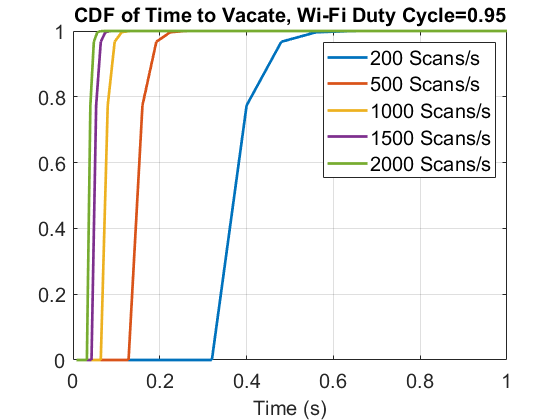 CDF of Time to Vacate, Wi-Fi Duty Cycle=0.95
1
0.8
0.6
0.4
0.2
0
200 Scans/s
500 Scans/s
1000 Scans/s
1500 Scans/s
2000 Scans/s
0 0.2 0.4 0.6 0.8 1
Time (s)